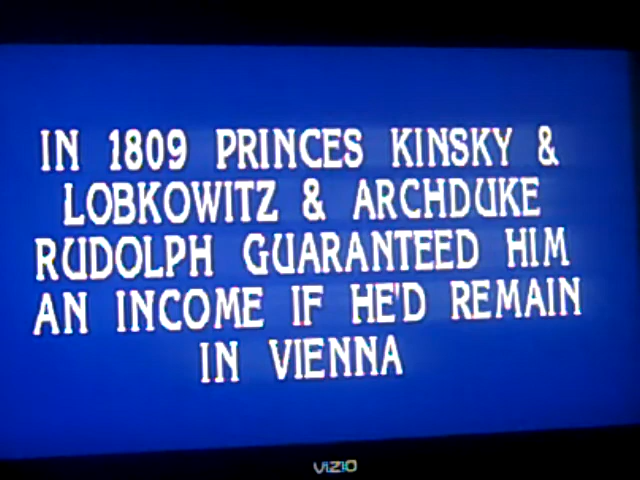 IN 1809 PRINCES KINSKY &
LOBKOWITZ & ARCHDUKE
RUDOLPH GUARANTEED HIM
AN INCOME IF HE'D REMAIN
IN VIENNA
VIZIO